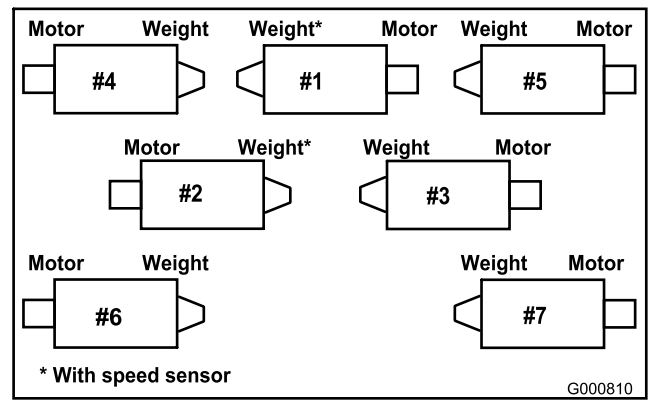 Motor Weight Weight* Motor Weight Motor
#4 #1 #5
Motor Weight* Weight Motor
#2 #3
Motor Weight Weight Motor
#6 #7
* With speed sensor
G000810